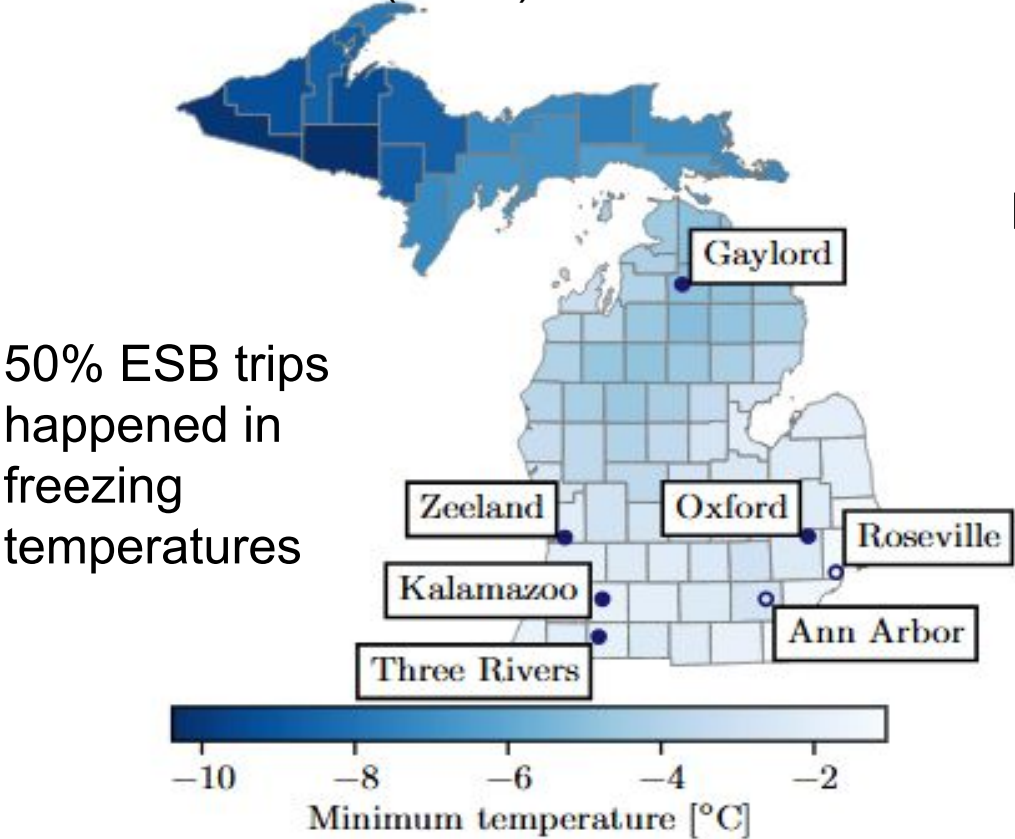 Gaylord
50% ESB trips
happened in
freezing
temperatures
Zeeland
Oxford
Roseville
Kalamazoo
Ann Arbor
Three Rivers
−10 −8 −6 −4 −2
Minimum temperature [°C]